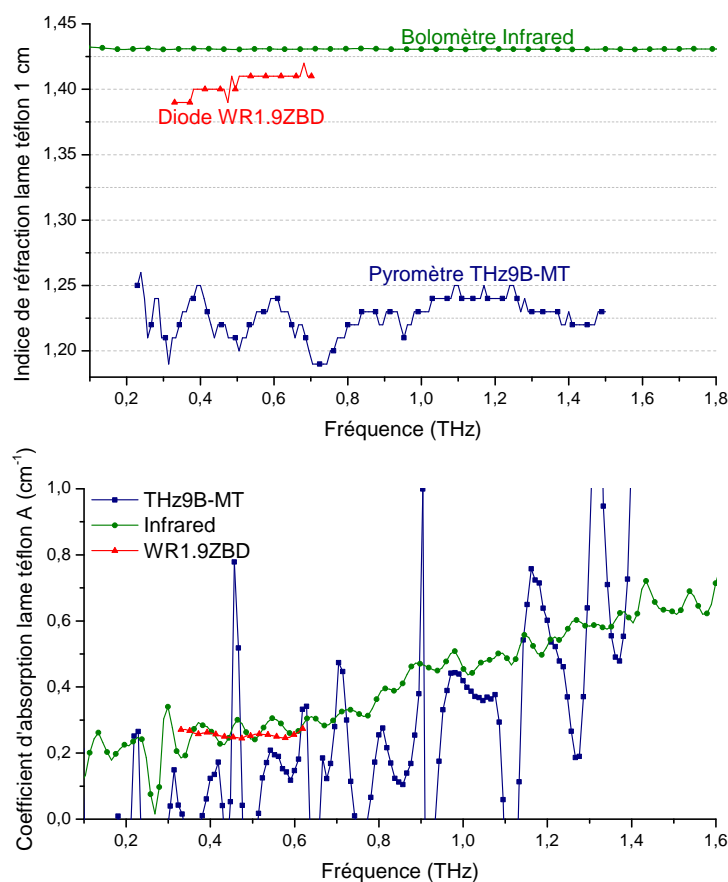 1,45
1,40
1,35
1,30
1,25
1,20
Indice de réfraction lame téflon 1 cm
Bolomètre Infrared
Diode WR1.9ZBD
Pyromètre THz9B-MT
0,2 0,4 0,6 0,8 1,0 1,2 1,4 1,6 1,8
Fréquence (THz)
1,0
0,8
0,6
0,4
0,2
0,0
Coefficient d'absorption lame téflon A (cm-1)
THz9B-MT
Infrared
WR1.9ZBD
0,2 0,4 0,6 0,8 1,0 1,2 1,4 1,6
Fréquence (THz)